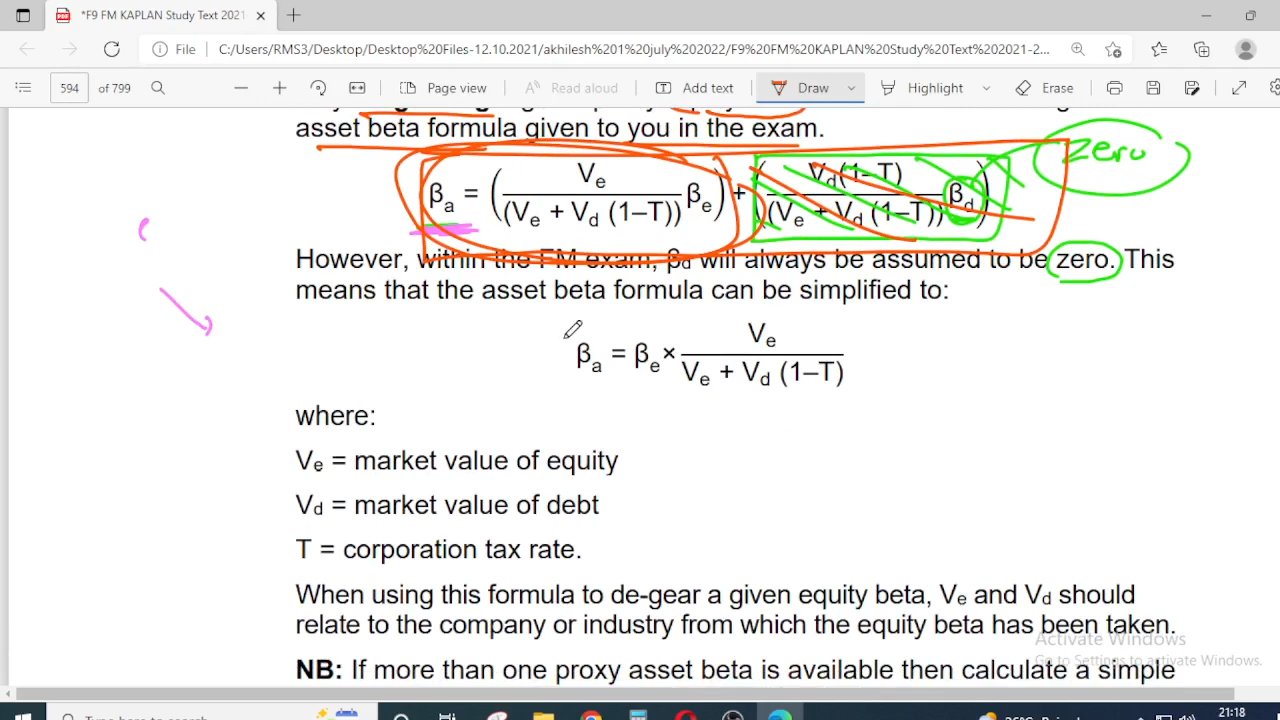 *F9 FM KAPLAN Study Text 2021
File C:/Users/RMS3/Desktop/Desktop%20Files-12.10.2021/akhilesh%201%20july%202022/F9%20FM%20KAPLAN%20Study%20Text%202021-2...
594 of 799 Page view Read aloud Add text Draw Highlight Erase
asset beta formula given to you in the exam.
zero
βa = (Ve/(Ve + Vd (1–T)) βe) + (Vd(1–T)/(Ve + Vd (1–T)) βd)
However, within the FM exam, βd will always be assumed to be zero. This
means that the asset beta formula can be simplified to:
βa = βe × Ve/(Ve + Vd (1–T))
where:
Ve = market value of equity
Vd = market value of debt
T = corporation tax rate.
When using this formula to de-gear a given equity beta, Ve and Vd should
relate to the company or industry from which the equity beta has been taken.
Activate Windows
Go to Settings to activate Windows.
NB: If more than one proxy asset beta is available then calculate a simple
21:18